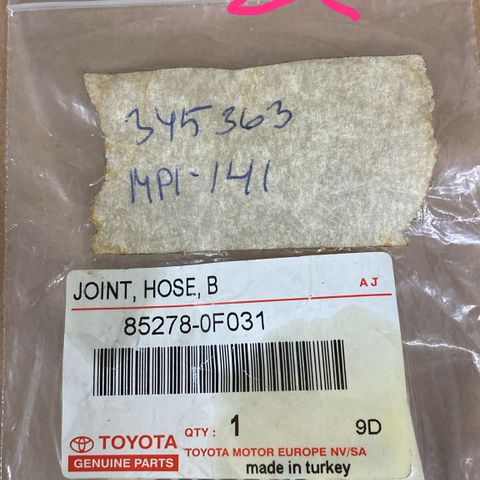 345363
MPI-141
JOINT, HOSE, B AJ
85278-0F031
QTY: 1 9D
TOYOTA
GENUINE PARTS
TOYOTA MOTOR EUROPE NV/SA
made in turkey